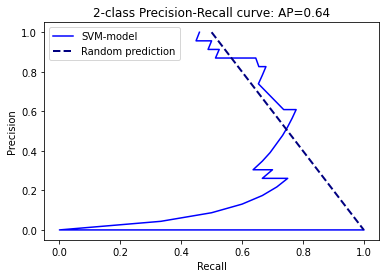 2-class Precision-Recall curve: AP=0.64
SVM-model
Random prediction
Precision
1.0
0.8
0.6
0.4
0.2
0.0
0.0 0.2 0.4 0.6 0.8 1.0
Recall